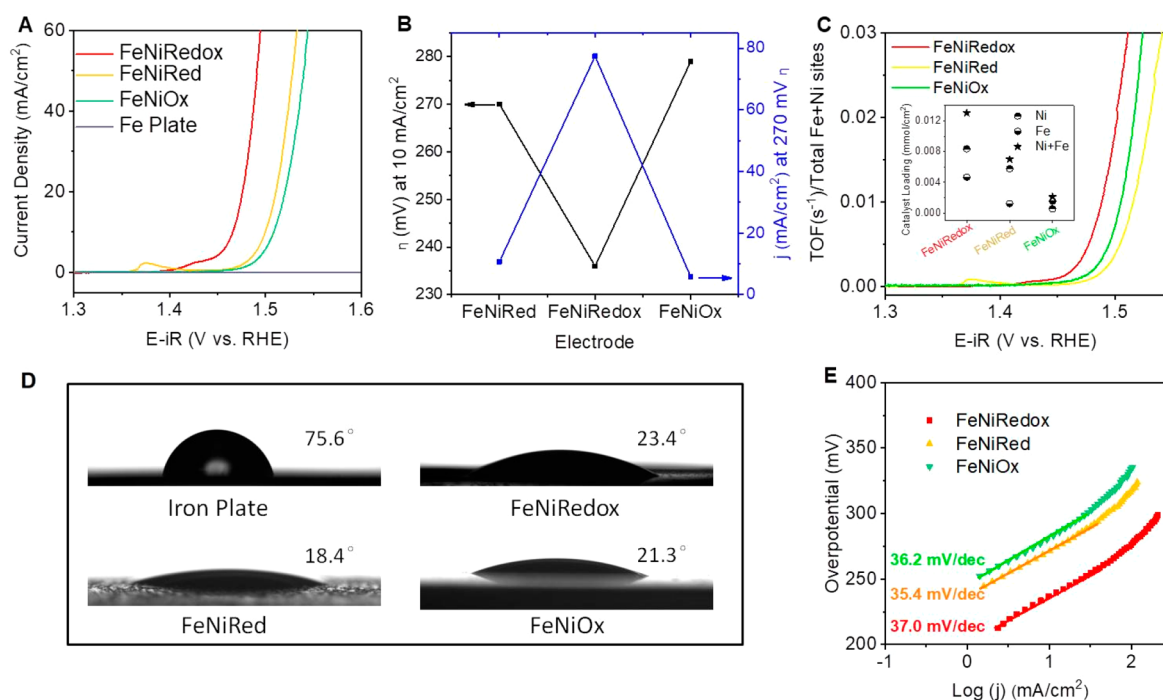 A
60
40
20
0
Current Density (mA/cm²)
FeNiRedox
FeNiRed
FeNiOx
Fe Plate
1.3 1.4 1.5 1.6
E-iR (V vs. RHE)
B
280
270
260
250
240
230
η (mV) at 10 mA/cm²
80
70
60
50
40
30
20
10
0
j (mA/cm²) at 270 mV η
FeNiRed FeNiRedox FeNiOx
Electrode
C
0.03
0.02
0.01
0.00
TOF(s⁻¹)/Total Fe+Ni sites
FeNiRedox
FeNiRed
FeNiOx
Catalyst Loading (mmol/cm²)
0.012
0.008
0.004
0.000
Ni
Fe
Ni+Fe
FeNiRedox
FeNiRed
FeNiOx
1.3 1.4 1.5
E-iR (V vs. RHE)
D
75.6°
Iron Plate
23.4°
FeNiRedox
18.4°
FeNiRed
21.3°
FeNiOx
E
400
350
300
250
200
Overpotential (mV)
FeNiRedox
FeNiRed
FeNiOx
36.2 mV/dec
35.4 mV/dec
37.0 mV/dec
-1 0 1 2
Log (j) (mA/cm²)